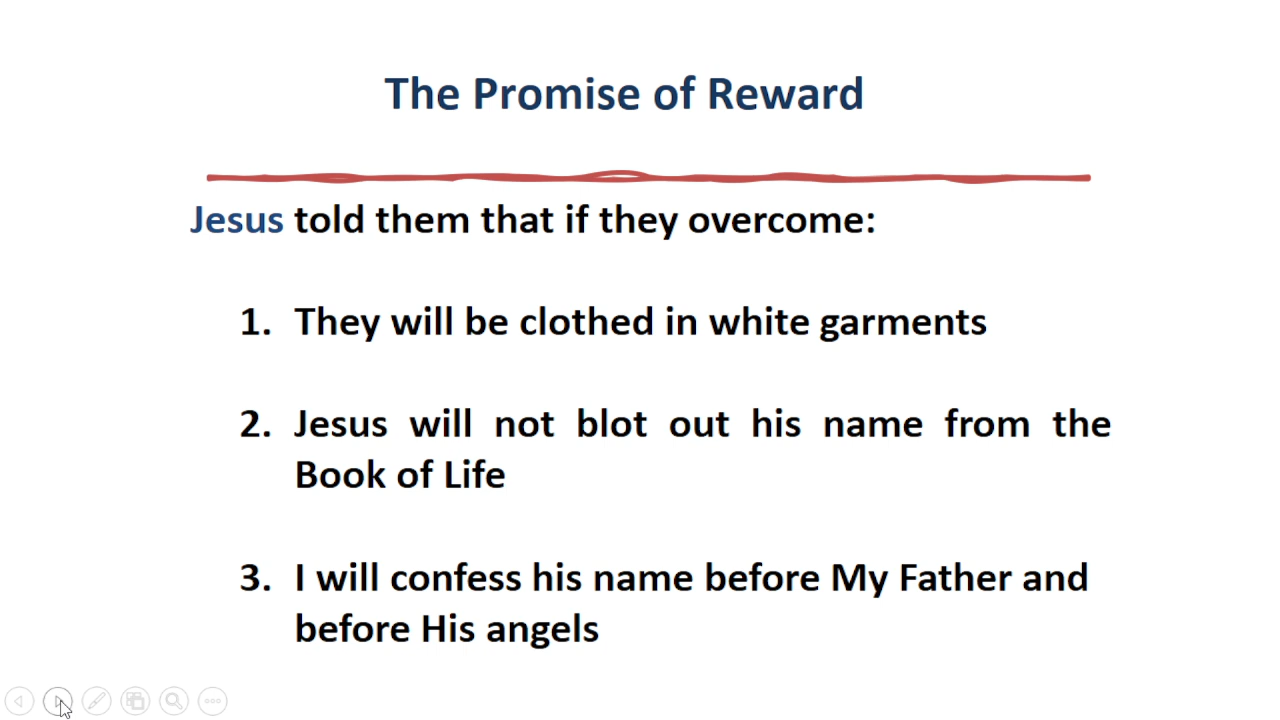 The Promise of Reward
Jesus told them that if they overcome:
1. They will be clothed in white garments
2. Jesus will not blot out his name from the
Book of Life
3. I will confess his name before My Father and
before His angels